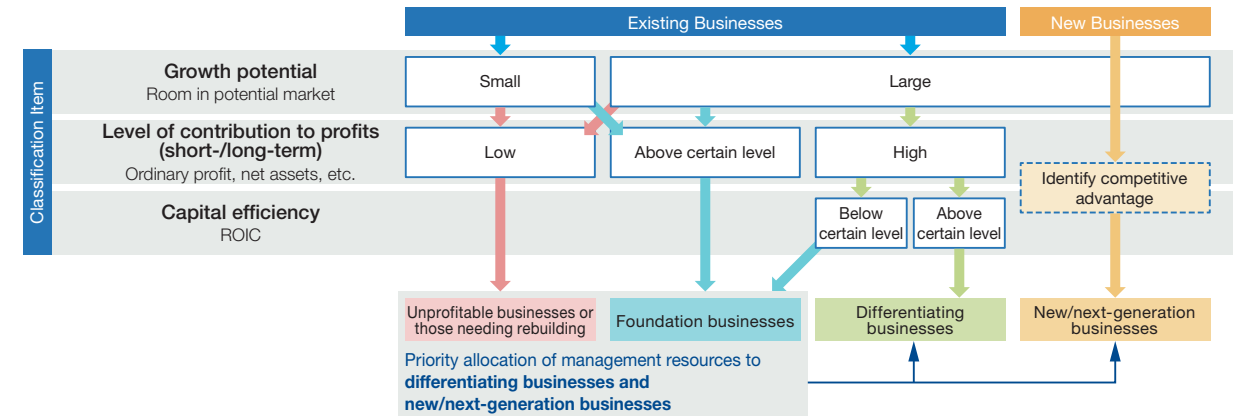 Existing Businesses
New Businesses
Classification Item
Growth potential
Room in potential market
Small
Large
Level of contribution to profits
(short-/long-term)
Ordinary profit, net assets, etc.
Low
Above certain level
High
Identify competitive
advantage
Capital efficiency
ROIC
Below
certain level
Above
certain level
Unprofitable businesses or
those needing rebuilding
Foundation businesses
Differentiating
businesses
New/next-generation
businesses
Priority allocation of management resources to
differentiating businesses and
new/next-generation businesses